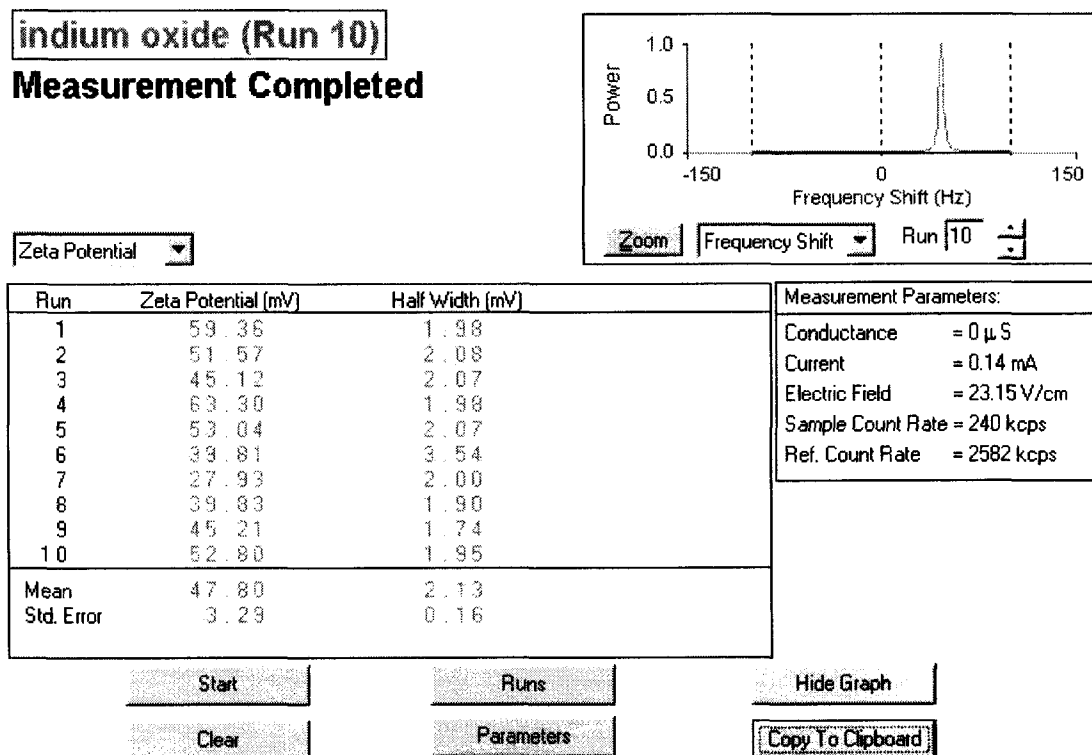 indium oxide (Run 10)
Measurement Completed
Power
1.0
0.5
0.0
-150 0 150
Frequency Shift (Hz)
Zoom Frequency Shift Run 10
Zeta Potential
Run Zeta Potential (mV) Half Width (mV)
1 59.36 1.98
2 51.57 2.08
3 45.12 2.07
4 63.30 1.98
5 53.04 2.07
6 39.81 3.54
7 27.93 2.00
8 39.83 1.90
9 45.21 1.74
10 52.80 1.95
Mean 47.80 2.13
Std. Error 3.29 0.16
Measurement Parameters:
Conductance = 0 µS
Current = 0.14 mA
Electric Field = 23.15 V/cm
Sample Count Rate = 240 kcps
Ref. Count Rate = 2582 kcps
Start Runs Hide Graph
Clear Parameters Copy To Clipboard